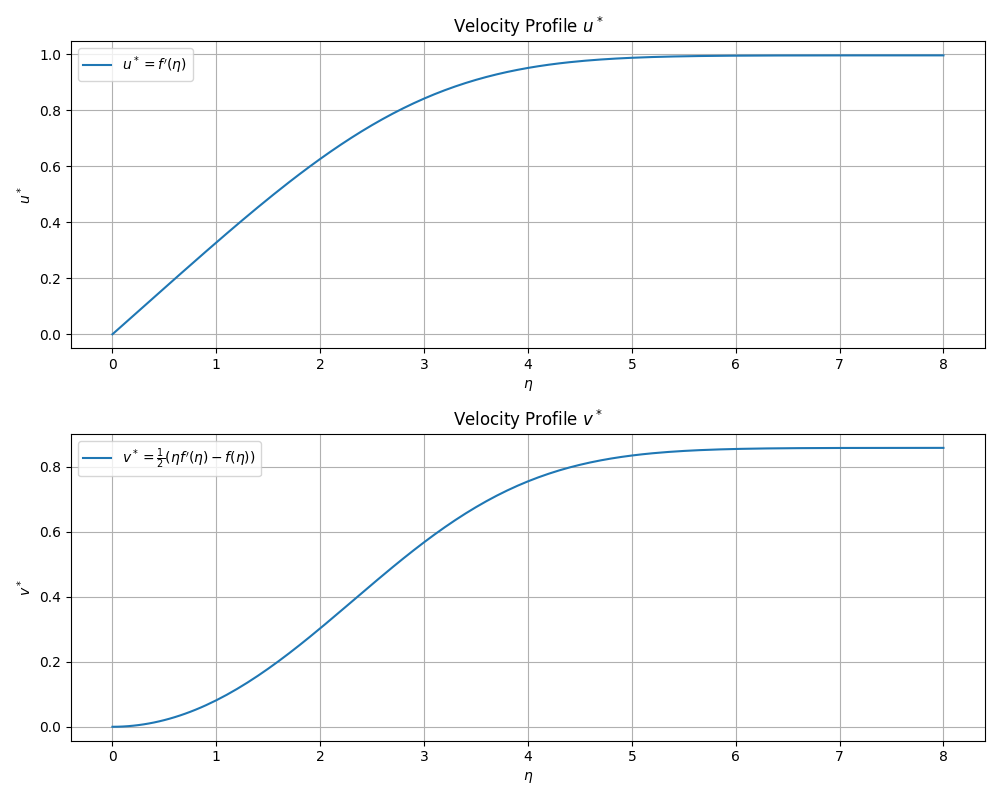 Velocity Profile u*
u* = f′(η)
1.0
0.8
0.6
0.4
0.2
0.0
u*
0 1 2 3 4 5 6 7 8
η
Velocity Profile v*
v* = 1/2(ηf′(η) − f(η))
0.8
0.6
0.4
0.2
0.0
v*
0 1 2 3 4 5 6 7 8
η